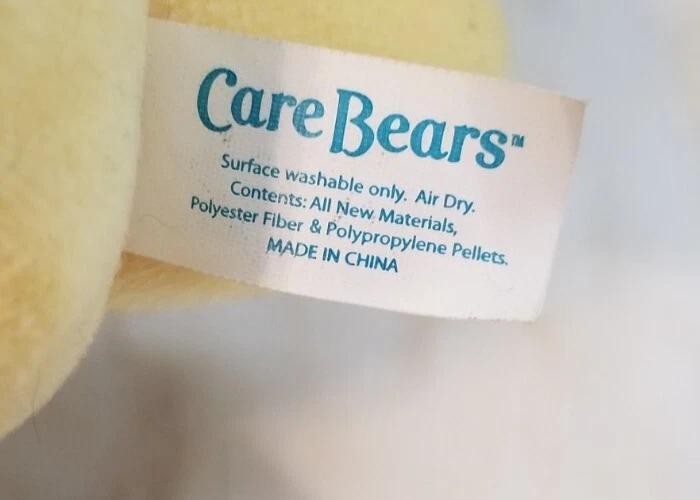 Care Bears™
Surface washable only. Air Dry.
Contents: All New Materials,
Polyester Fiber & Polypropylene Pellets.
MADE IN CHINA